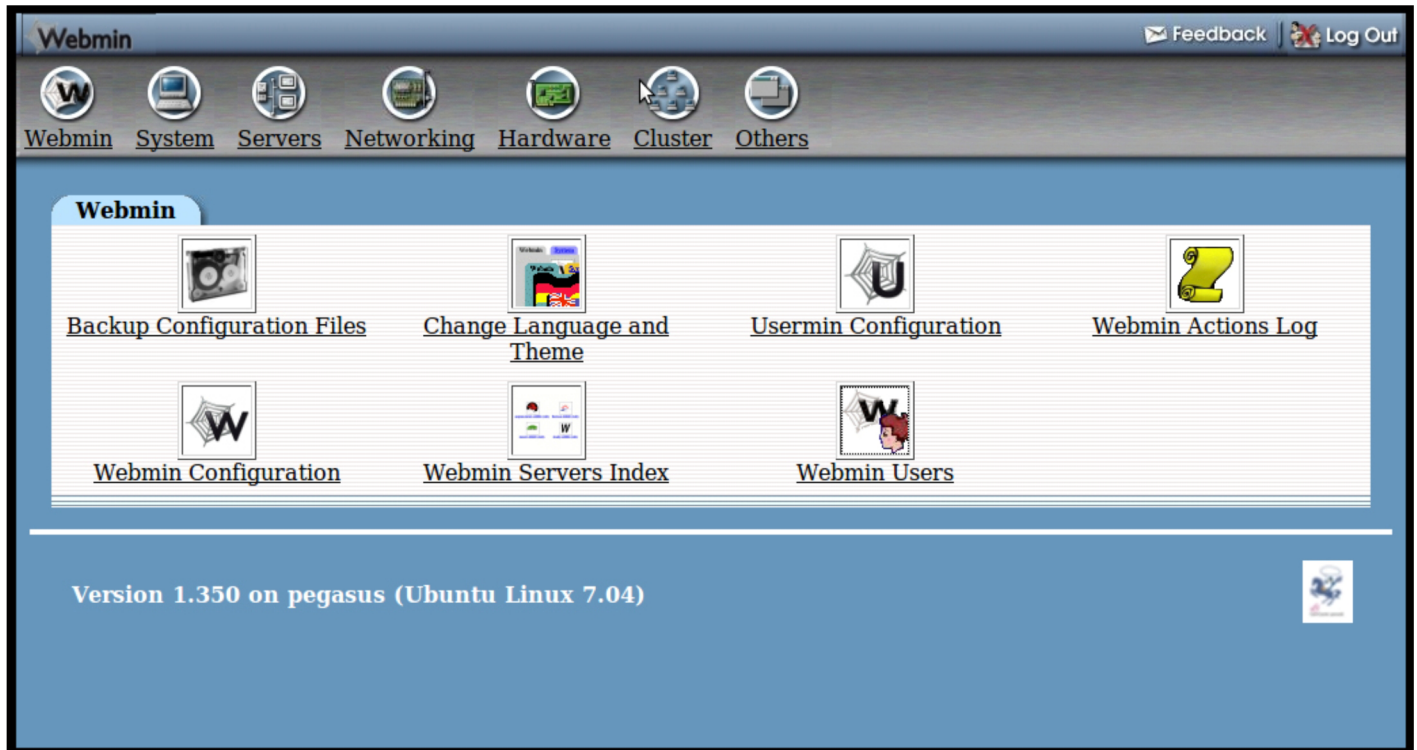 Webmin
Feedback
Log Out
Webmin System Servers Networking Hardware Cluster Others
Webmin
Backup Configuration Files
Change Language and
Theme
Usermin Configuration
Webmin Actions Log
Webmin Configuration
Webmin Servers Index
Webmin Users
Version 1.350 on pegasus (Ubuntu Linux 7.04)